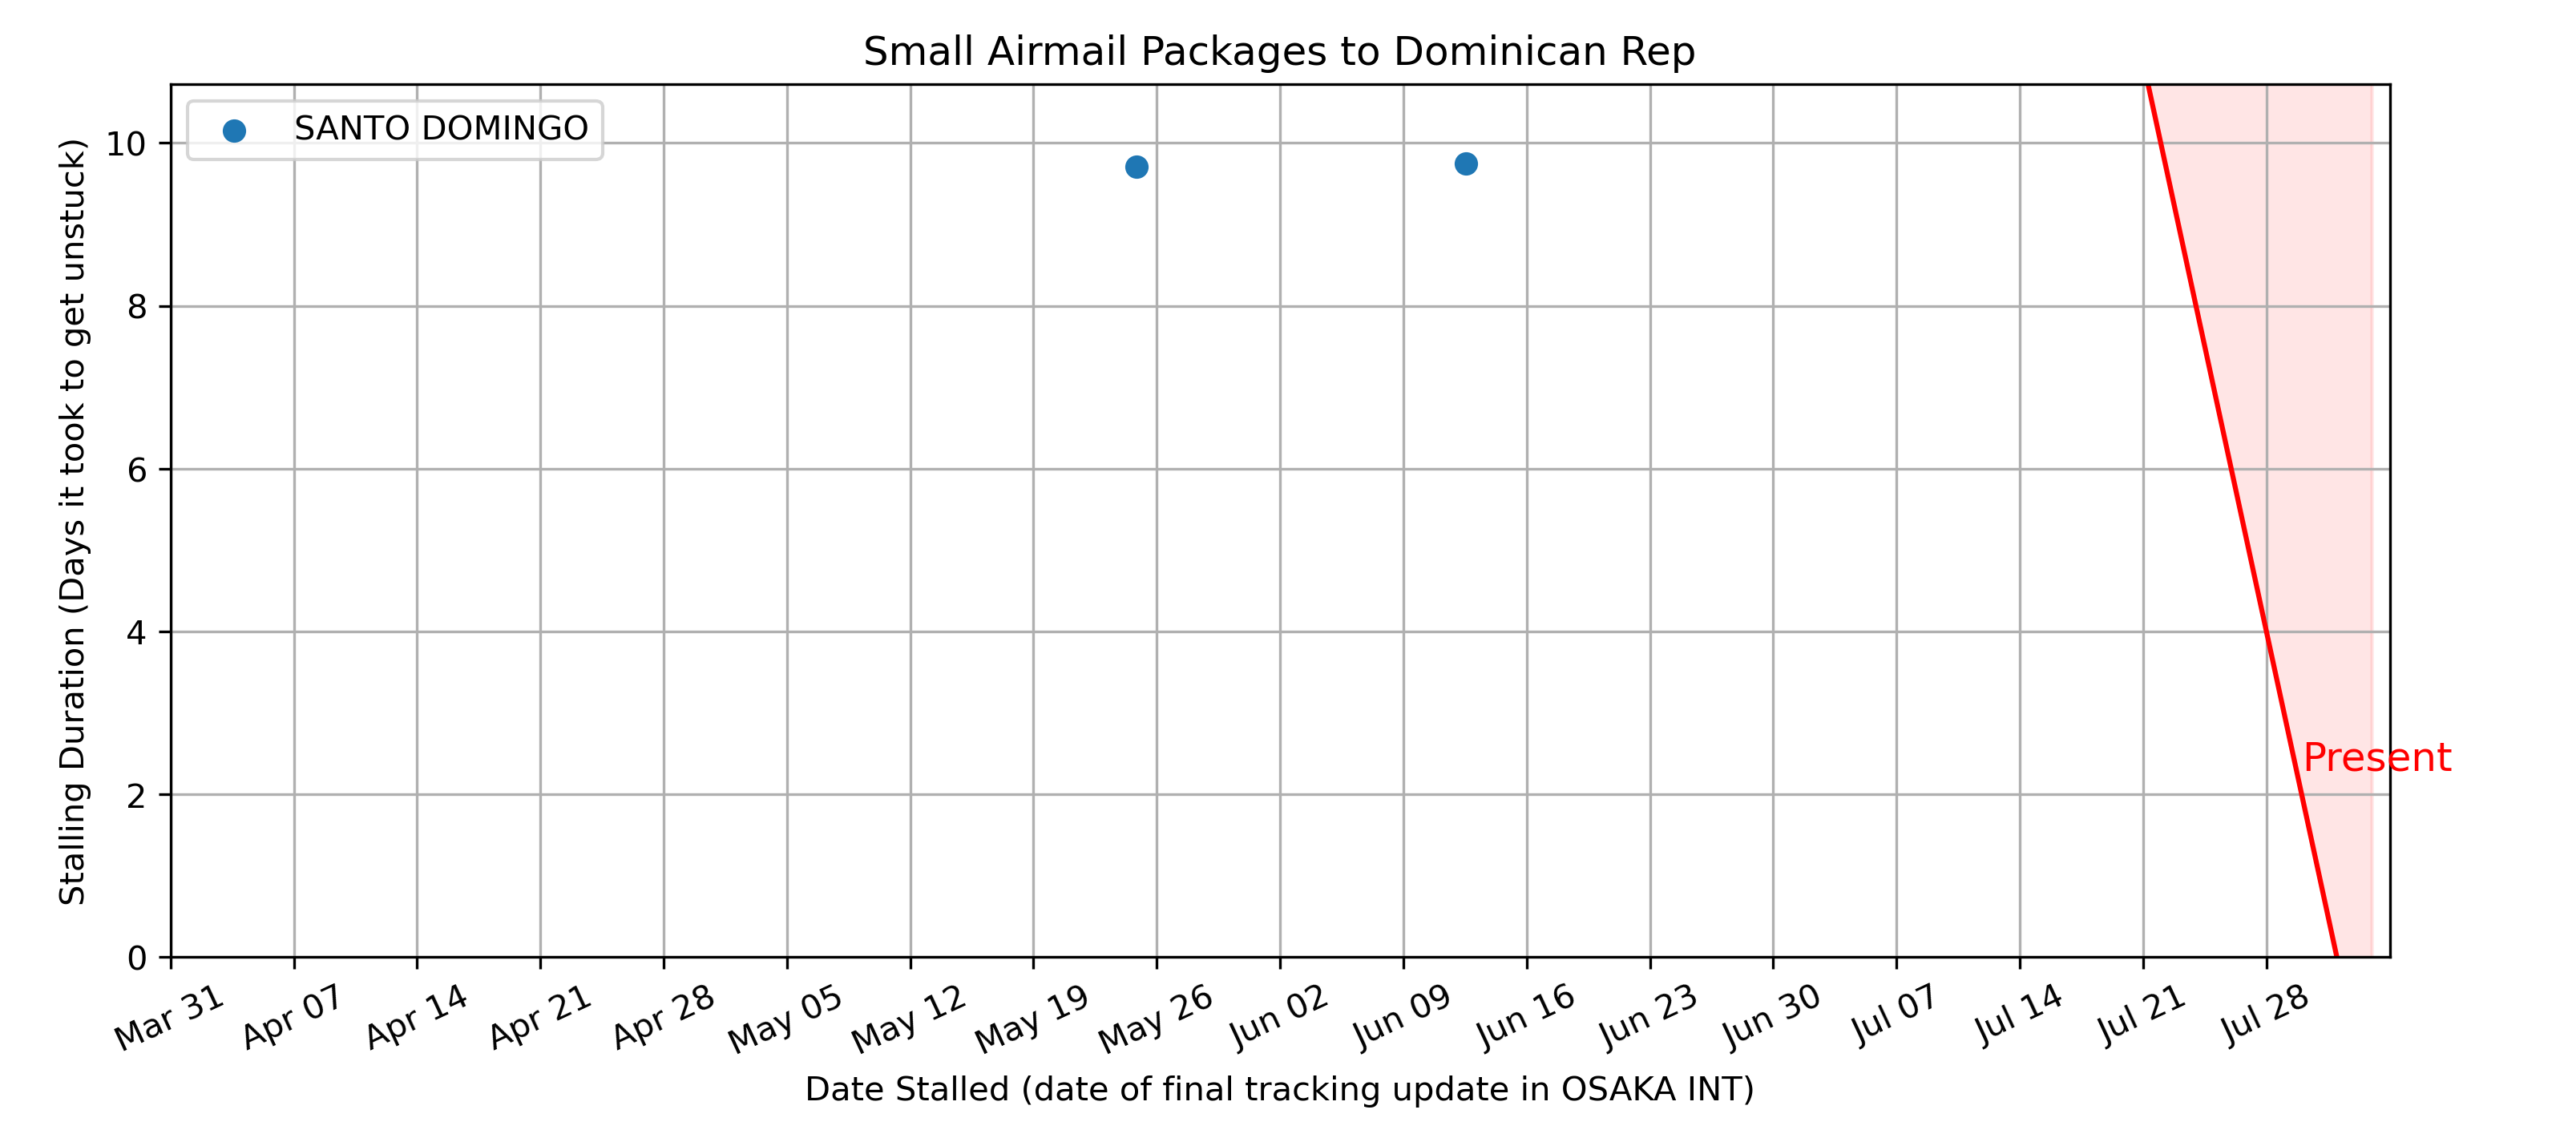 Small Airmail Packages to Dominican Rep
SANTO DOMINGO
Stalling Duration (Days it took to get unstuck)
10
8
6
4
2
0
Present
Mar 31
Apr 07
Apr 14
Apr 21
Apr 28
May 05
May 12
May 19
May 26
Jun 02
Jun 09
Jun 16
Jun 23
Jun 30
Jul 07
Jul 14
Jul 21
Jul 28
Date Stalled (date of final tracking update in OSAKA INT)